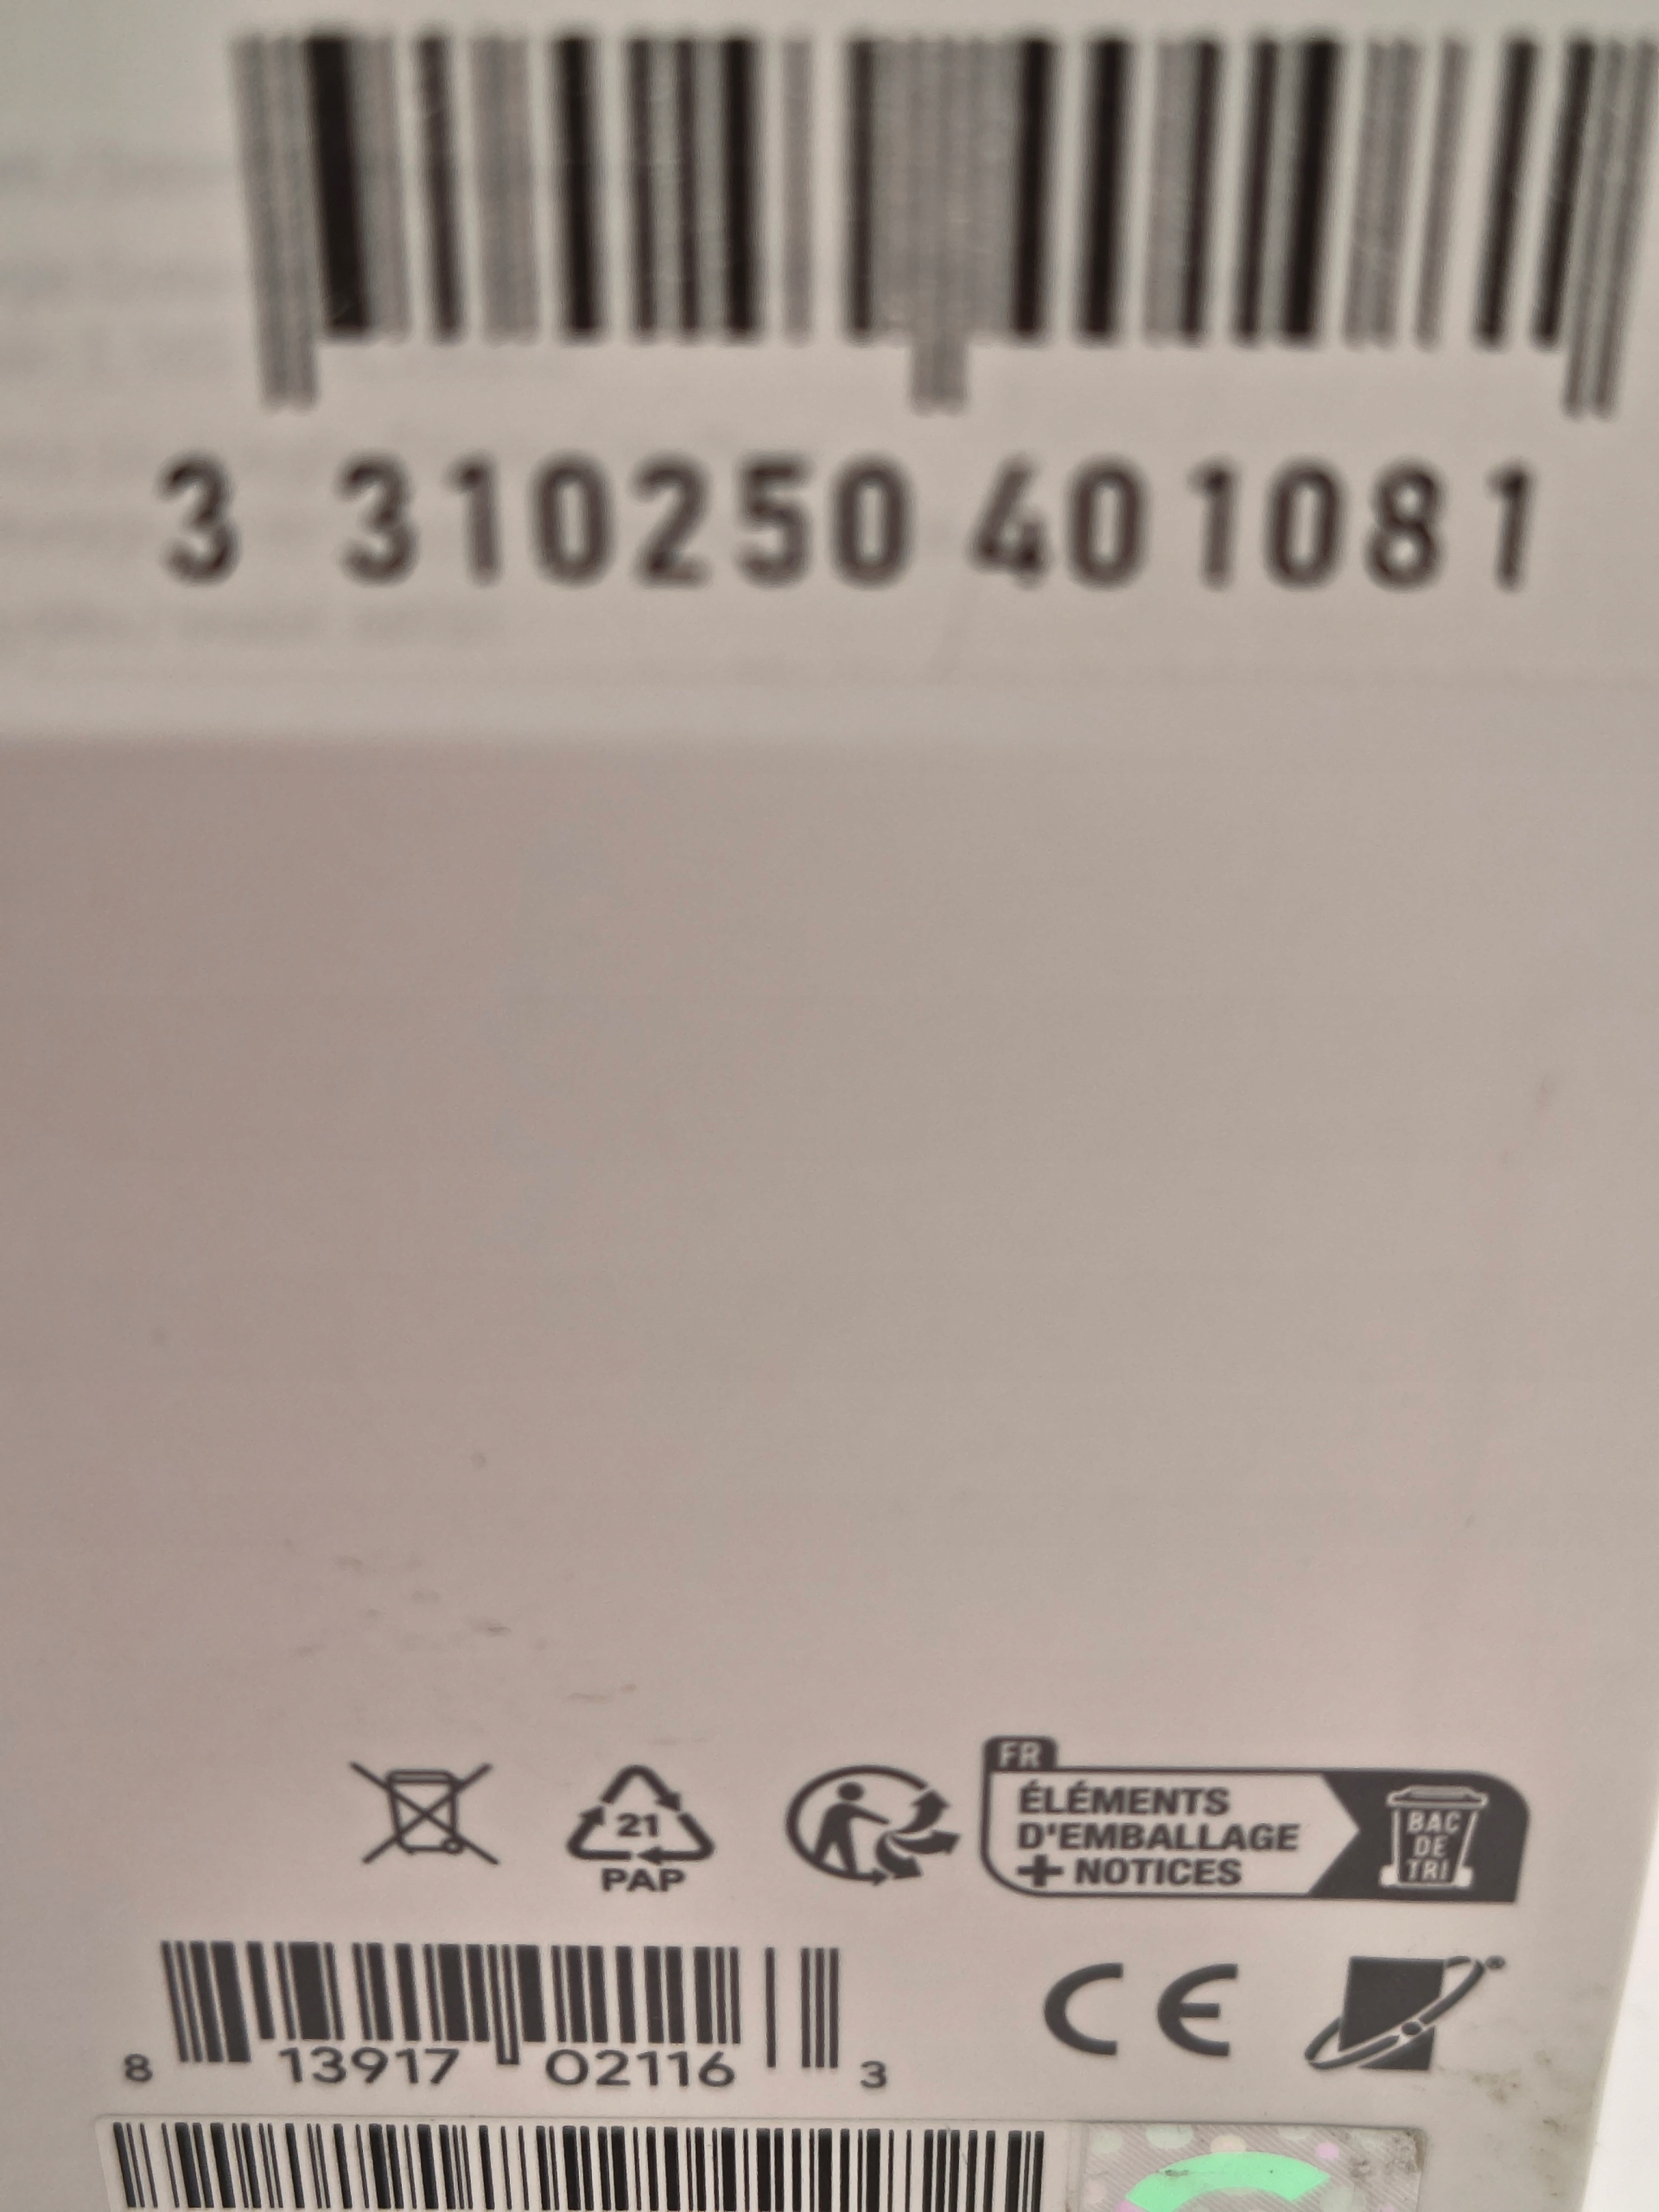 3 310250 401081
FR
ÉLÉMENTS
D'EMBALLAGE
+ NOTICES
BAC
DE
TRI
21
PAP
CE
8 13917 02116 3